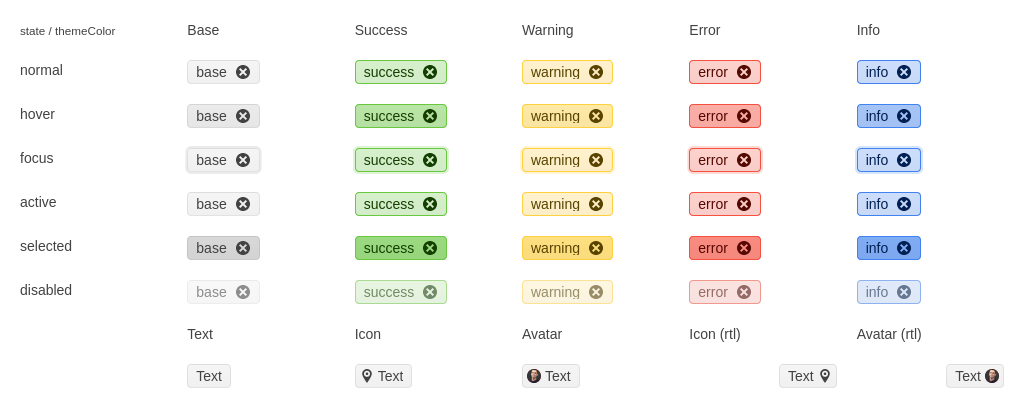 state / themeColor Base Success Warning Error Info
normal base success warning error info
hover base success warning error info
focus base success warning error info
active base success warning error info
selected base success warning error info
disabled base success warning error info
Text Icon Avatar Icon (rtl) Avatar (rtl)
Text Text Text Text Text